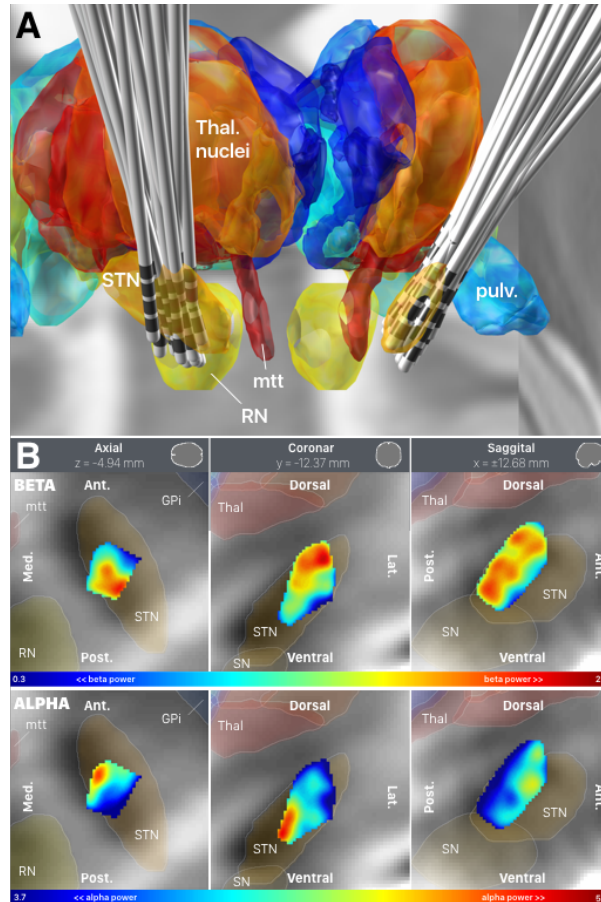 A
Thal.
nuclei
STN
pulv.
mtt
RN
B
Axial
z = -4.94 mm
Coronar
y = -12.37 mm
Saggital
x = ±12.68 mm
BETA
Ant.
mtt
GPi
Med.
STN
RN
Post.
Dorsal
Thal
Lat.
STN
SN
Ventral
Dorsal
Thal
Post.
Ant.
STN
SN
Ventral
0.3
<< beta power
beta power >>
2
ALPHA
Ant.
mtt
GPi
Med.
STN
RN
Post.
Dorsal
Thal
Lat.
STN
SN
Ventral
Dorsal
Thal
Post.
Ant.
STN
SN
Ventral
3.7
<< alpha power
alpha power >>